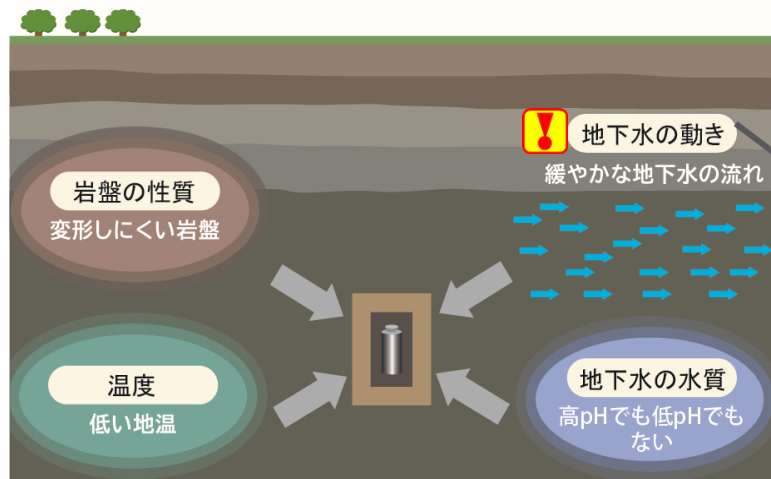 地下水の動き
緩やかな地下水の流れ
岩盤の性質
変形しにくい岩盤
温度
低い地温
地下水の水質
高pHでも低pHでも
ない